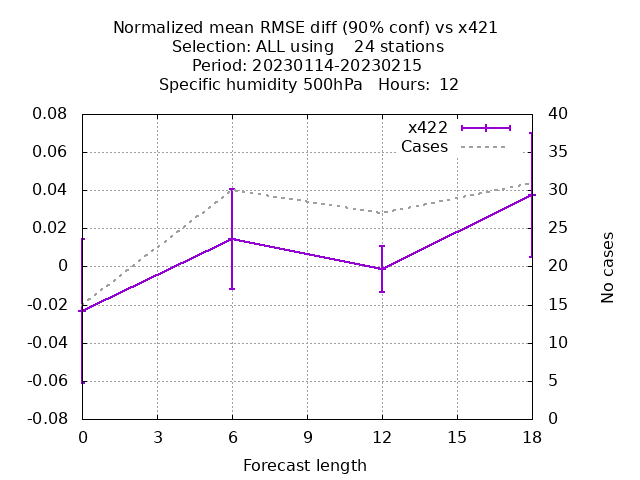 Normalized mean RMSE diff (90% conf) vs x421
Selection: ALL using    24 stations
Period: 20230114-20230215
Specific humidity 500hPa   Hours:  12
0.08
0.06
0.04
0.02
0
-0.02
-0.04
-0.06
-0.08
x422
Cases
40
35
30
25
20
15
10
5
0
No cases
0 3 6 9 12 15 18
Forecast length